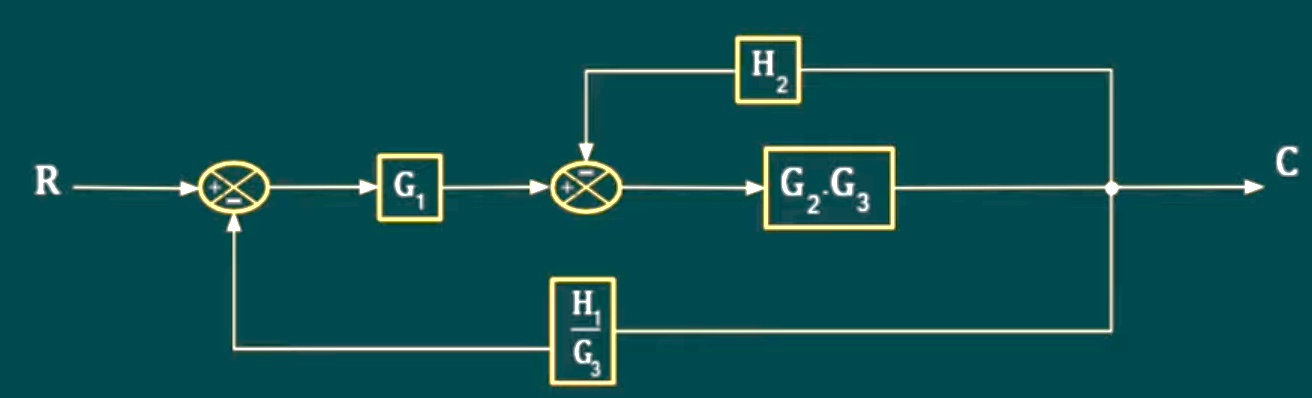 H₂
R
+
−
G₁
+
−
G₂.G₃
C
H₁
G₃